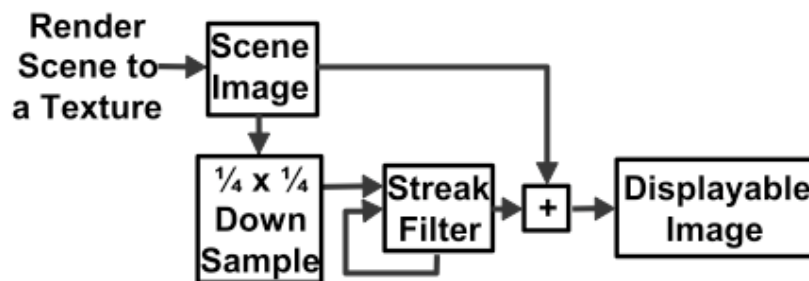 Render
Scene to
a Texture
Scene
Image
¼ x ¼
Down
Sample
Streak
Filter
+
Displayable
Image